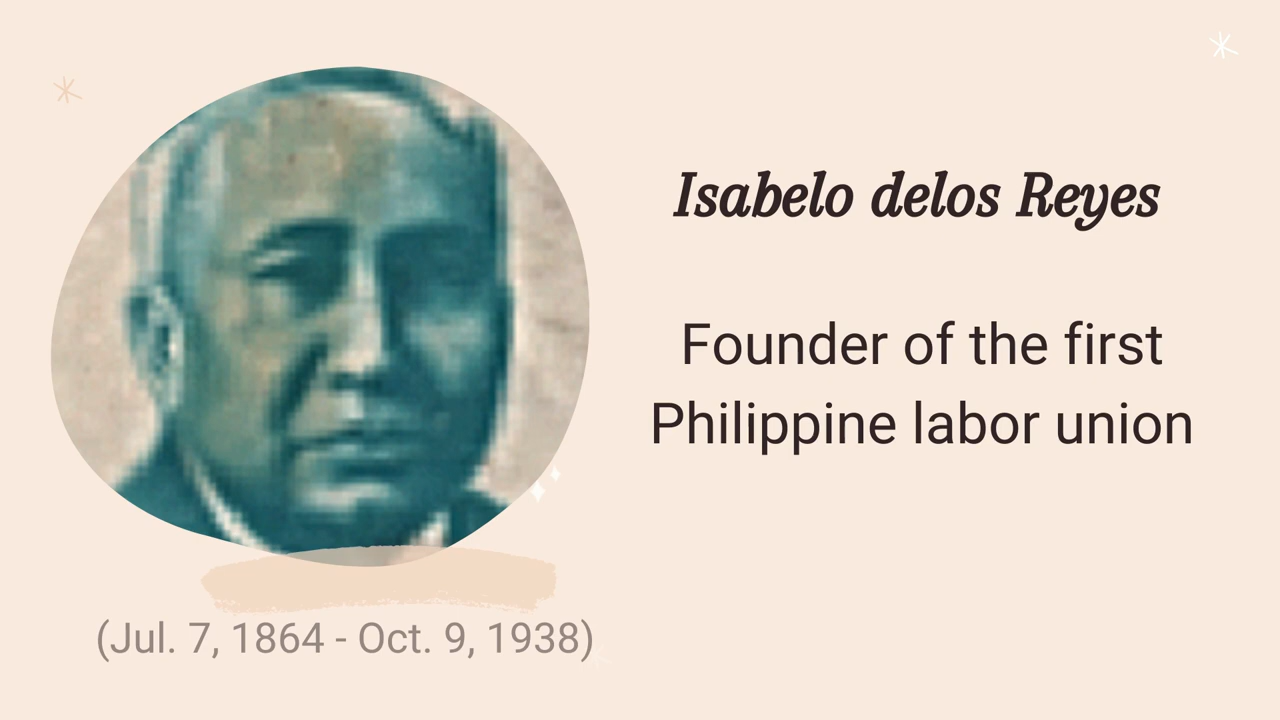 Isabelo delos Reyes
Founder of the first
Philippine labor union
(Jul. 7, 1864 - Oct. 9, 1938)